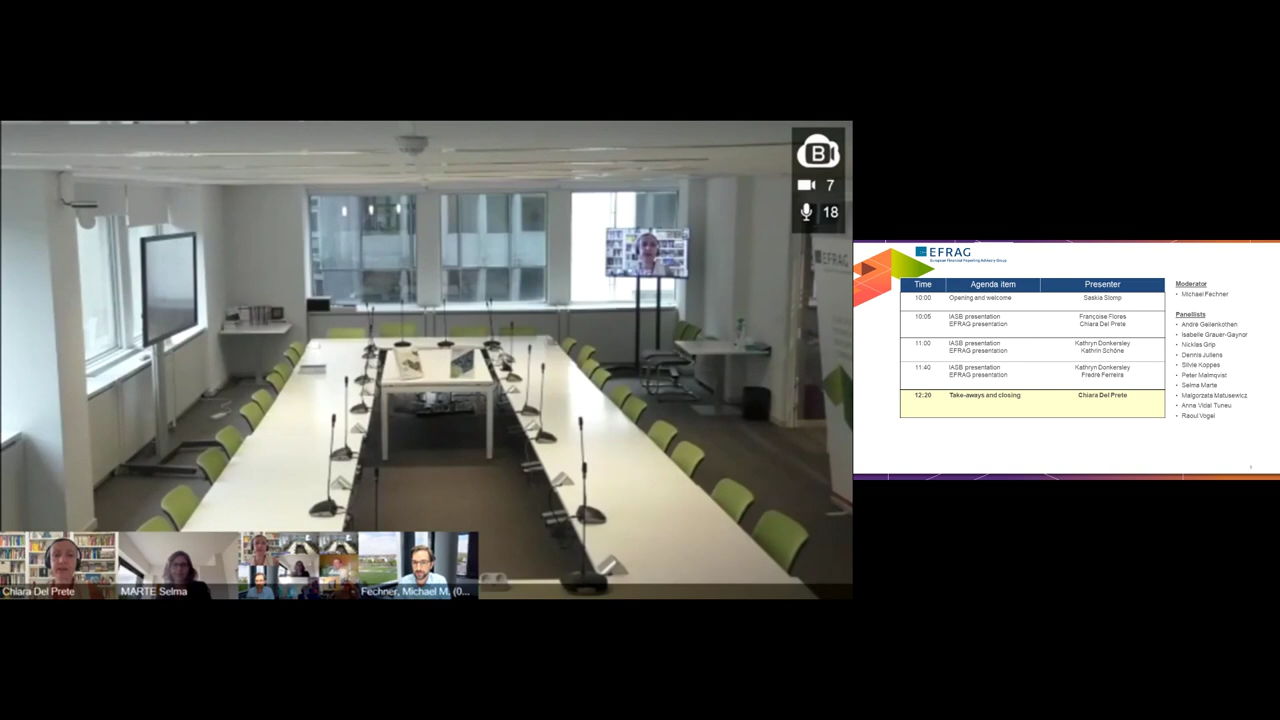 B
7
18
EFRAG
Chiara Del Prete
MARTE Selma
Fechner, Michael M. (0...
EFRAG
European Financial Reporting Advisory Group
Time Agenda item Presenter
10:00 Opening and welcome Saskia Slomp
10:05 IASB presentation Françoise Flores
EFRAG presentation Chiara Del Prete
11:00 IASB presentation Kathryn Donkersley
EFRAG presentation Kathrin Schöne
11:40 IASB presentation Kathryn Donkersley
EFRAG presentation Fredré Ferreira
12:20 Take-aways and closing Chiara Del Prete
Moderator
• Michael Fechner
Panellists
• André Geilenkothen
• Isabelle Grauer-Gaynor
• Nicklas Grip
• Dennis Jullens
• Silvie Koppes
• Peter Malmqvist
• Selma Marte
• Malgorzata Matusewicz
• Anna Vidal Tuneu
• Raoul Vogel